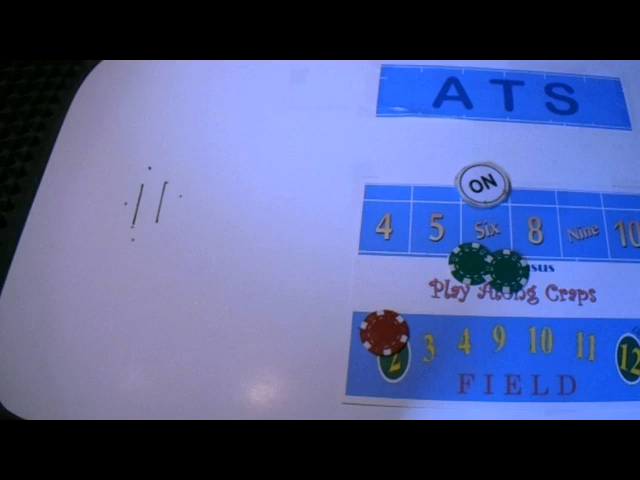 ATS
ON
4 5 Six 8 Nine 10
Play Along Craps
2 3 4 9 10 11 12
FIELD